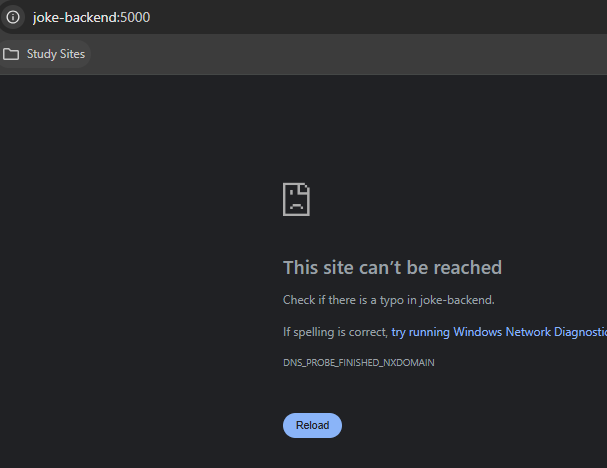 joke-backend:5000
Study Sites
This site can't be reached
Check if there is a typo in joke-backend.
If spelling is correct, try running Windows Network Diagnostic
DNS_PROBE_FINISHED_NXDOMAIN
Reload